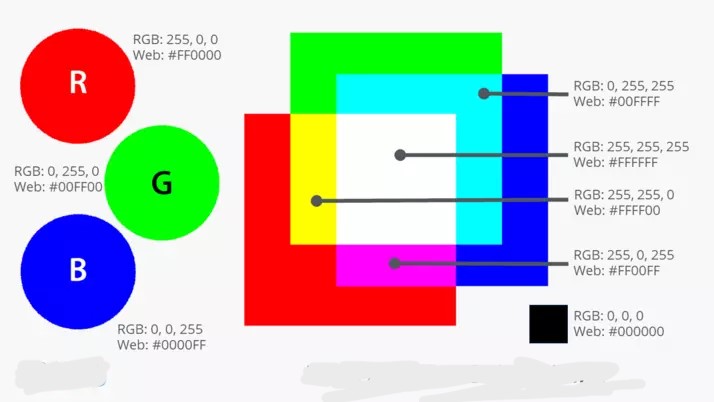 RGB: 255, 0, 0
Web: #FF0000
R
RGB: 0, 255, 0
Web: #00FF00
G
B
RGB: 0, 0, 255
Web: #0000FF
RGB: 0, 255, 255
Web: #00FFFF
RGB: 255, 255, 255
Web: #FFFFFF
RGB: 255, 255, 0
Web: #FFFF00
RGB: 255, 0, 255
Web: #FF00FF
RGB: 0, 0, 0
Web: #000000